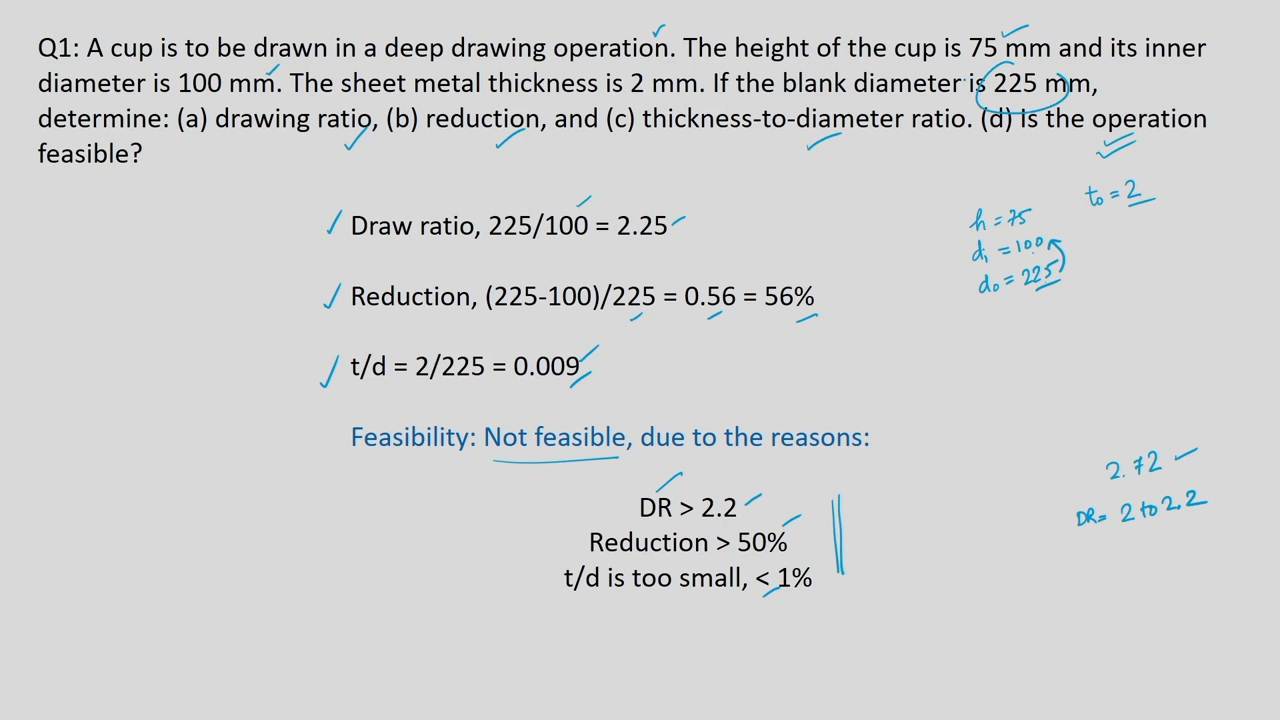 Q1: A cup is to be drawn in a deep drawing operation. The height of the cup is 75 mm and its inner
diameter is 100 mm. The sheet metal thickness is 2 mm. If the blank diameter is 225 mm,
determine: (a) drawing ratio, (b) reduction, and (c) thickness-to-diameter ratio. (d) Is the operation
feasible?
t₀ = 2
h = 75
dᵢ = 100
d₀ = 225
Draw ratio, 225/100 = 2.25
Reduction, (225-100)/225 = 0.56 = 56%
t/d = 2/225 = 0.009
Feasibility: Not feasible, due to the reasons:
2.72
DR = 2 to 2.2
DR > 2.2
Reduction > 50%
t/d is too small, < 1%